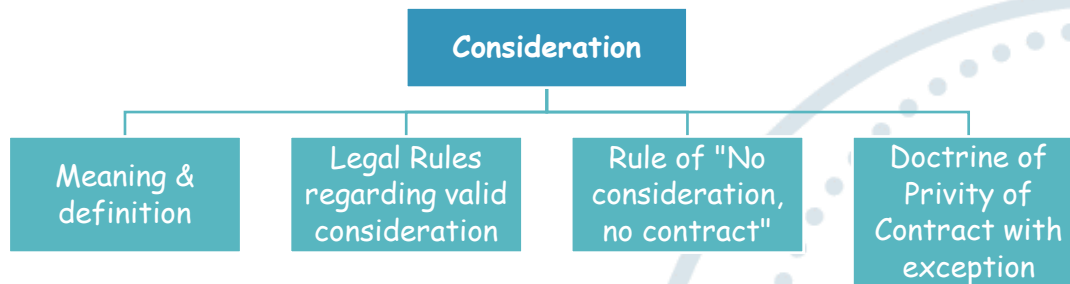 Consideration
Meaning &
definition
Legal Rules
regarding valid
consideration
Rule of "No
consideration,
no contract"
Doctrine of
Privity of
Contract with
exception